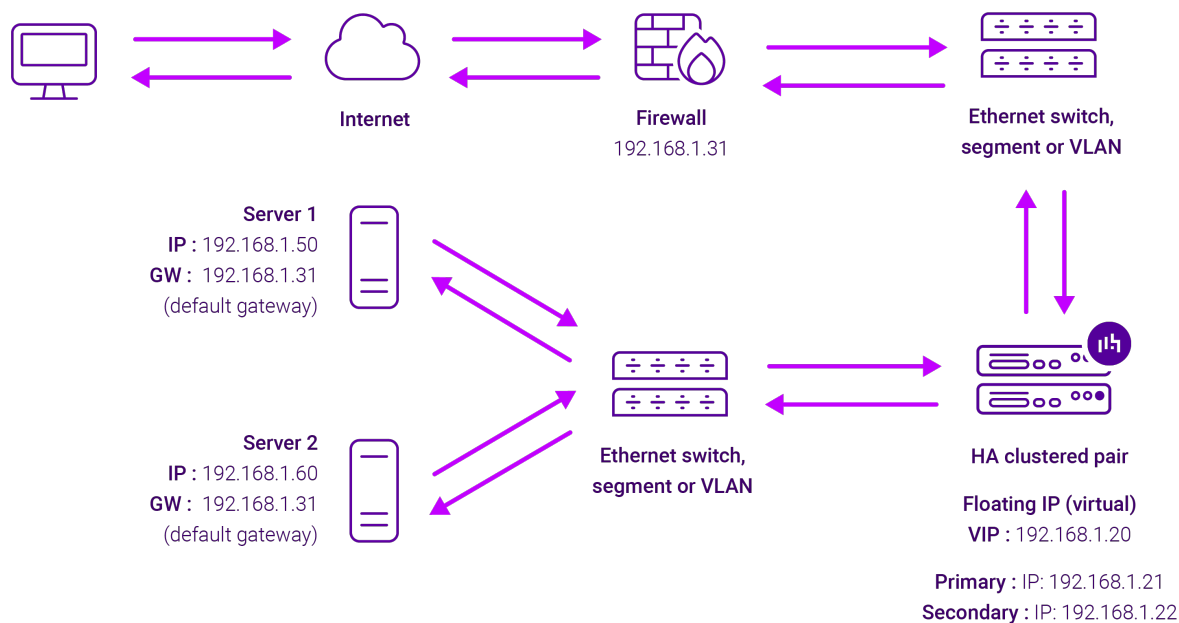 Internet
Firewall
192.168.1.31
Ethernet switch,
segment or VLAN
Server 1
IP : 192.168.1.50
GW : 192.168.1.31
(default gateway)
Server 2
IP : 192.168.1.60
GW : 192.168.1.31
(default gateway)
Ethernet switch,
segment or VLAN
HA clustered pair
Floating IP (virtual)
VIP : 192.168.1.20
Primary : IP: 192.168.1.21
Secondary : IP: 192.168.1.22